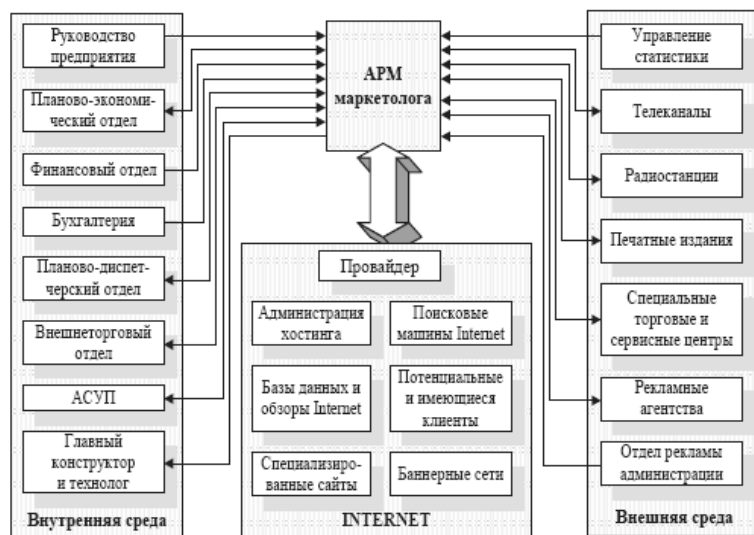 Руководство
предприятия
Планово-экономи-
ческий отдел
Финансовый отдел
Бухгалтерия
Планово-диспет-
черский отдел
Внешнеторговый
отдел
АСУП
Главный
конструктор
и технолог
Внутренняя среда
АРМ
маркетолога
Провайдер
Администрация
хостинга
Поисковые
машины Internet
Базы данных и
обзоры Internet
Потенциальные
и имеющиеся
клиенты
Специализиро-
ванные сайты
Баннерные сети
INTERNET
Управление
статистики
Телеканалы
Радиостанции
Печатные издания
Специальные
торговые и
сервисные центры
Рекламные
агентства
Отдел рекламы
администрации
Внешняя среда